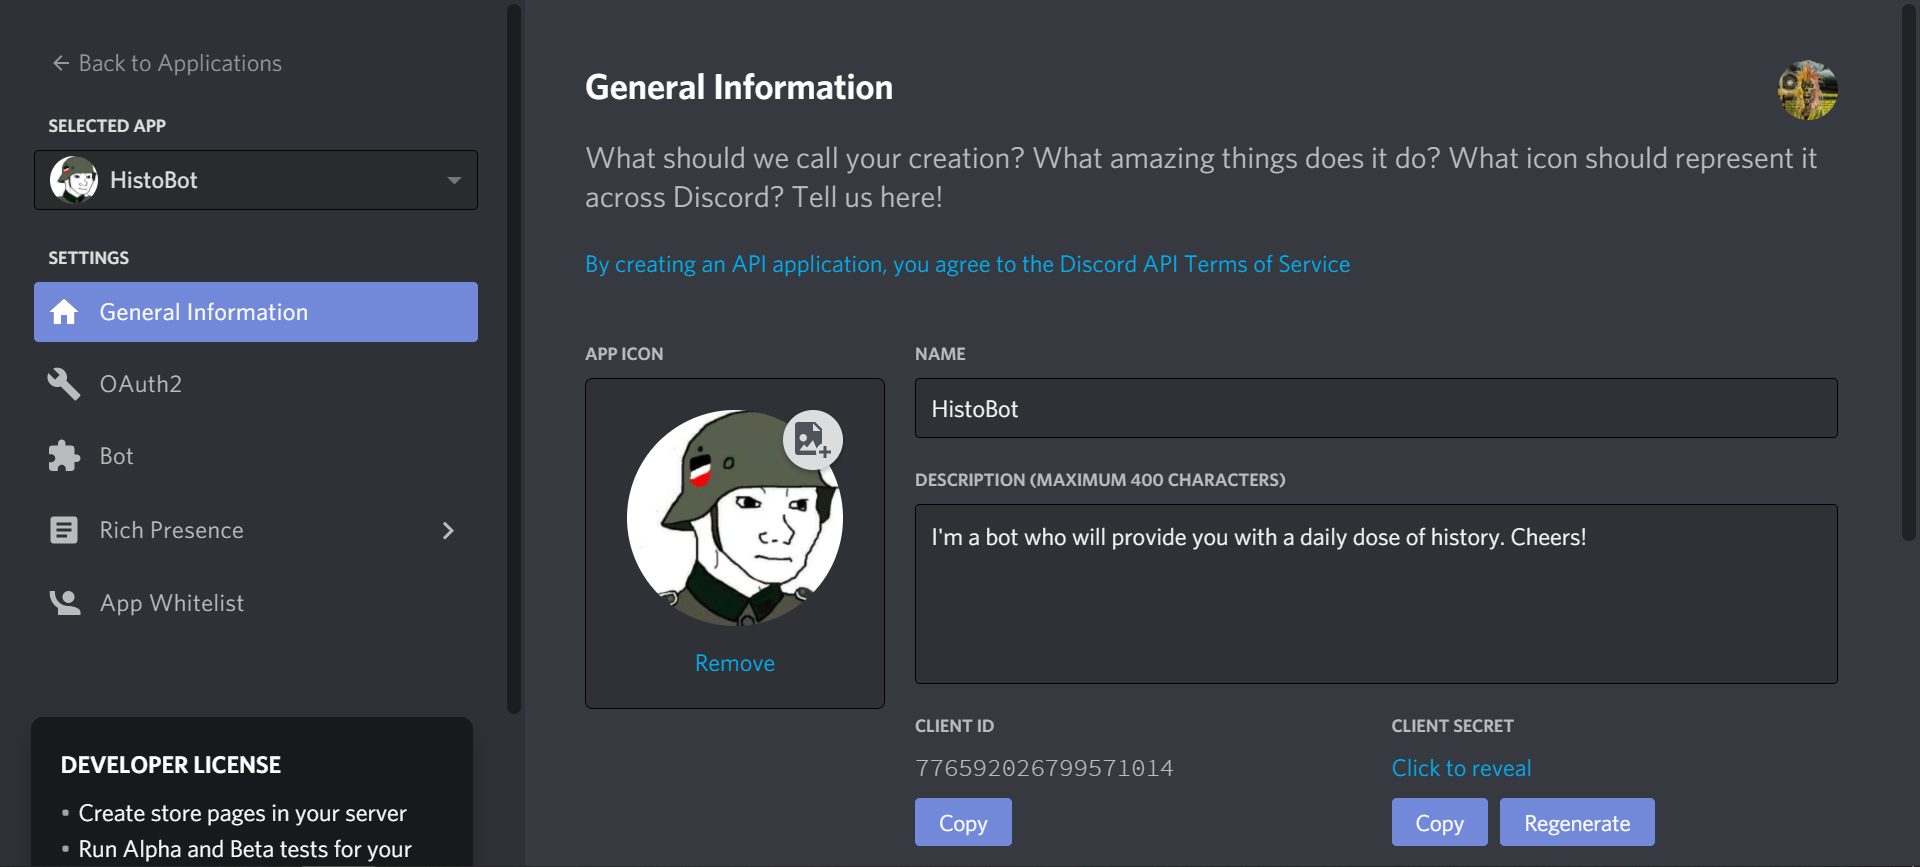 Back to Applications
SELECTED APP
HistoBot
SETTINGS
General Information
OAuth2
Bot
Rich Presence
App Whitelist
DEVELOPER LICENSE
• Create store pages in your server
• Run Alpha and Beta tests for your
General Information
What should we call your creation? What amazing things does it do? What icon should represent it
across Discord? Tell us here!
By creating an API application, you agree to the Discord API Terms of Service
APP ICON
Remove
NAME
HistoBot
DESCRIPTION (MAXIMUM 400 CHARACTERS)
I'm a bot who will provide you with a daily dose of history. Cheers!
CLIENT ID
776592026799571014
Copy
CLIENT SECRET
Click to reveal
Copy
Regenerate